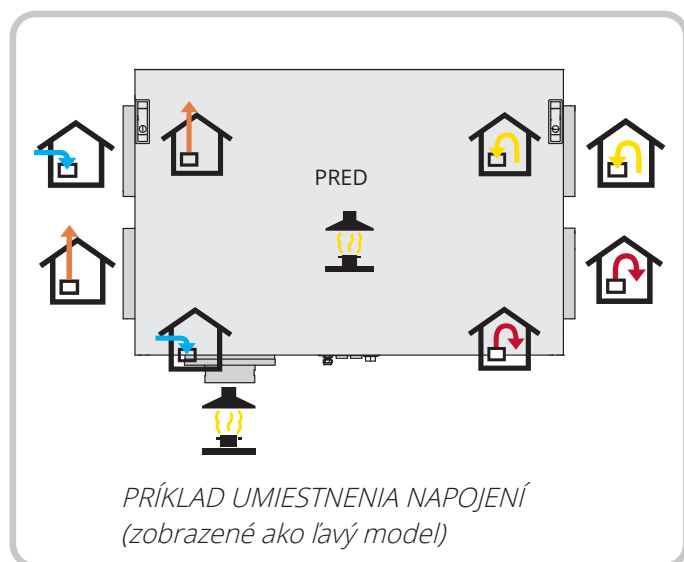 PRED
PRÍKLAD UMIESTNENIA NAPOJENÍ
(zobrazené ako ľavý model)